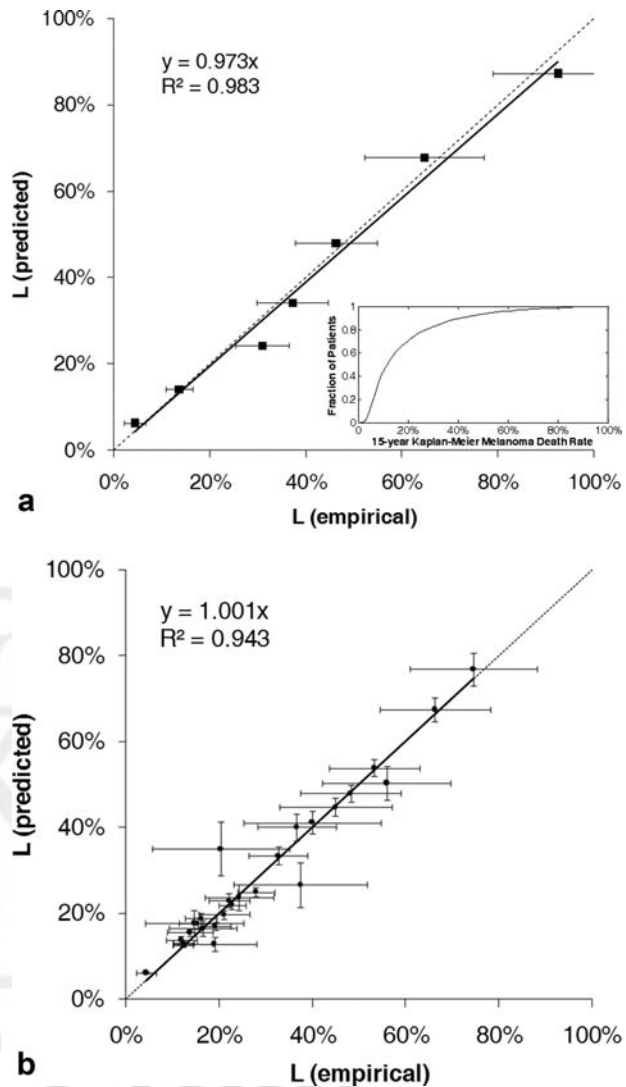 100%
80%
60%
40%
20%
0%
L (predicted)
y = 0.973x
R² = 0.983
1
0.8
0.6
0.4
0.2
0
Fraction of Patients
20% 40% 60% 80% 100%
15-year Kaplan-Meier Melanoma Death Rate
0% 20% 40% 60% 80% 100%
L (empirical)
a
100%
80%
60%
40%
20%
0%
L (predicted)
y = 1.001x
R² = 0.943
0% 20% 40% 60% 80% 100%
L (empirical)
b